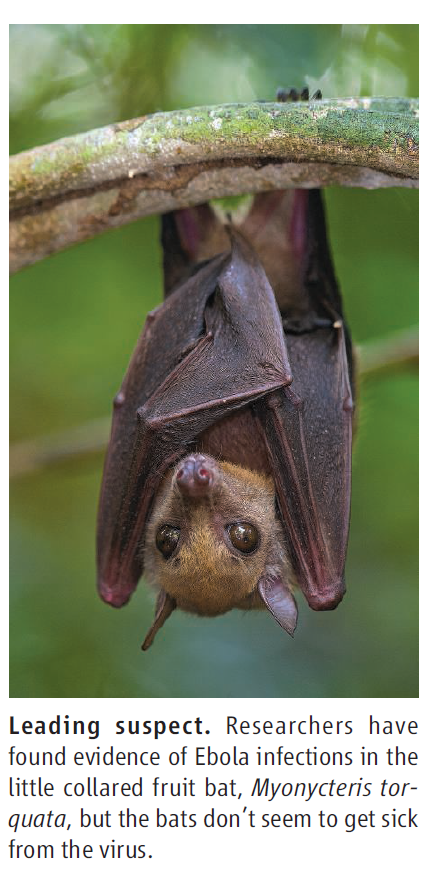 Leading suspect. Researchers have
found evidence of Ebola infections in the
little collared fruit bat, Myonycteris tor-
quata, but the bats don't seem to get sick
from the virus.